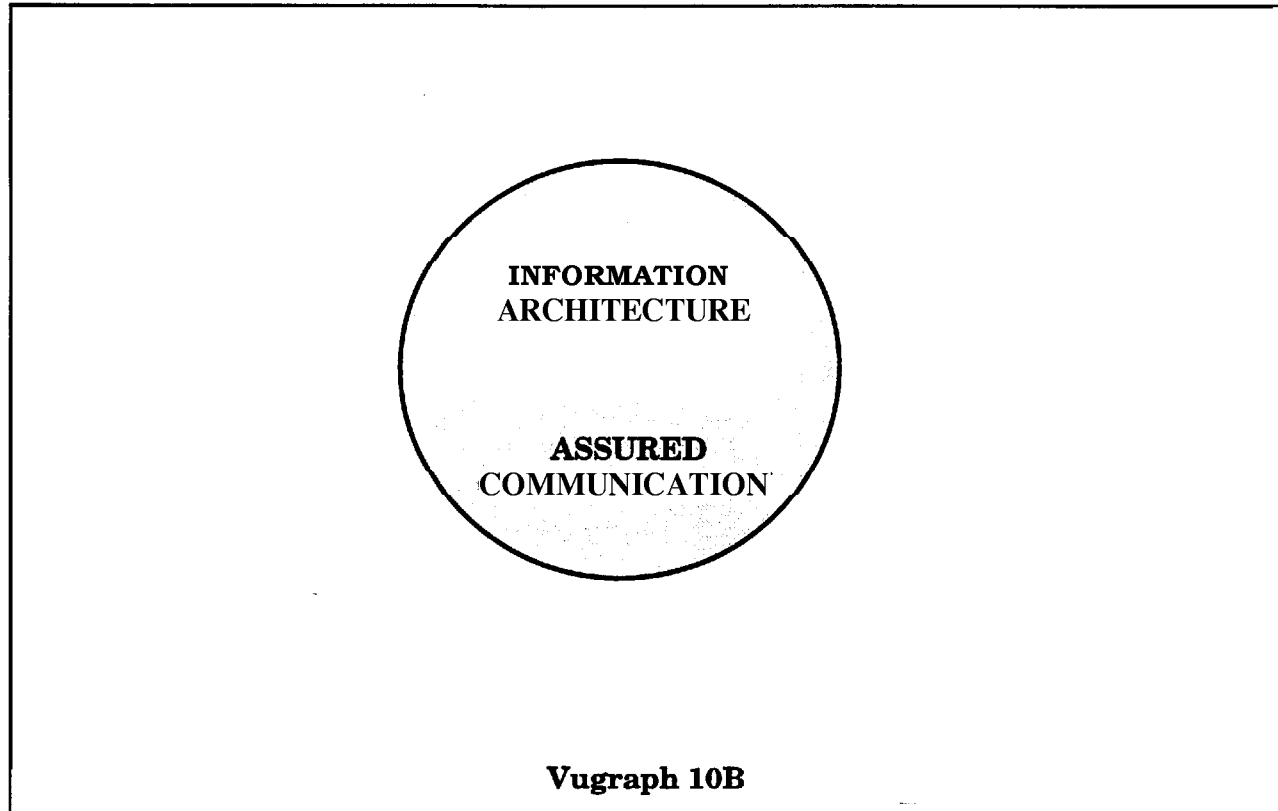 INFORMATION
ARCHITECTURE
ASSURED
COMMUNICATION
Vugraph 10B